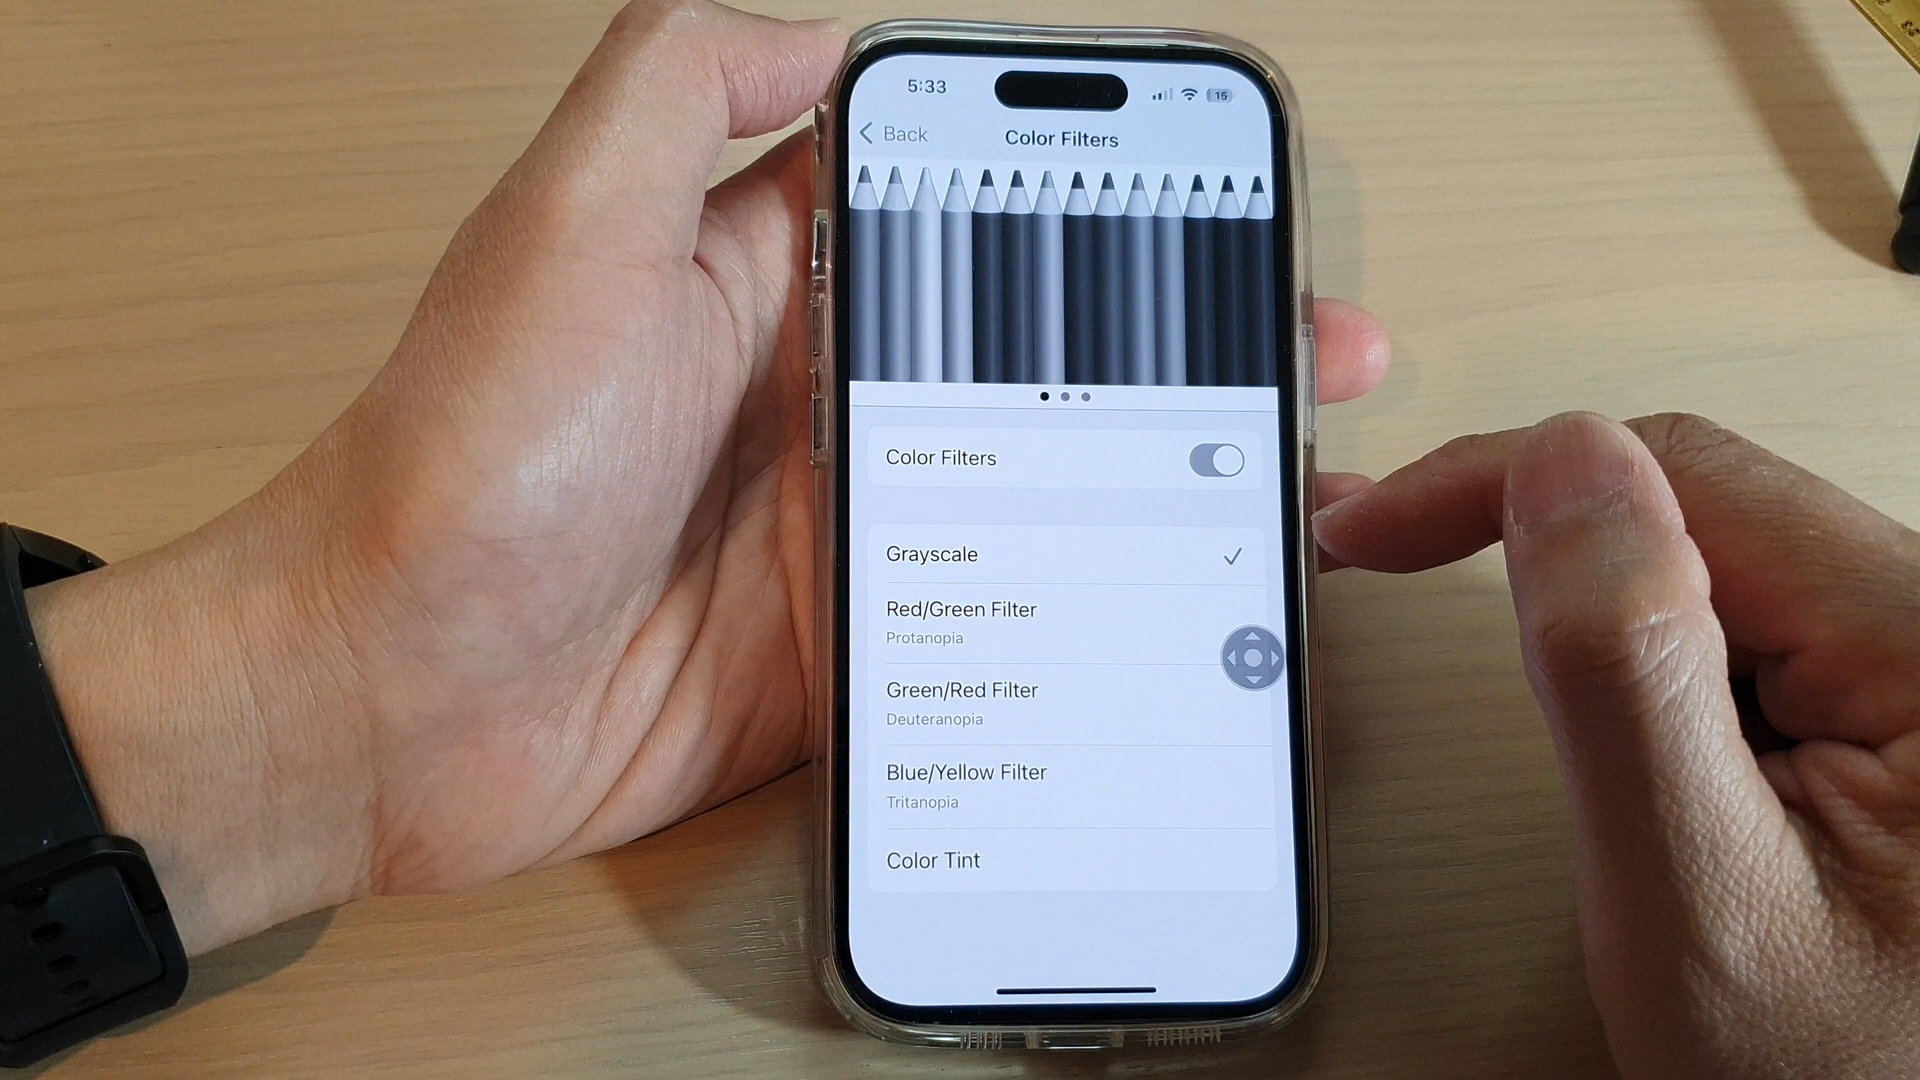 5:33
15
Back
Color Filters
Color Filters
Grayscale
Red/Green Filter
Protanopia
Green/Red Filter
Deuteranopia
Blue/Yellow Filter
Tritanopia
Color Tint